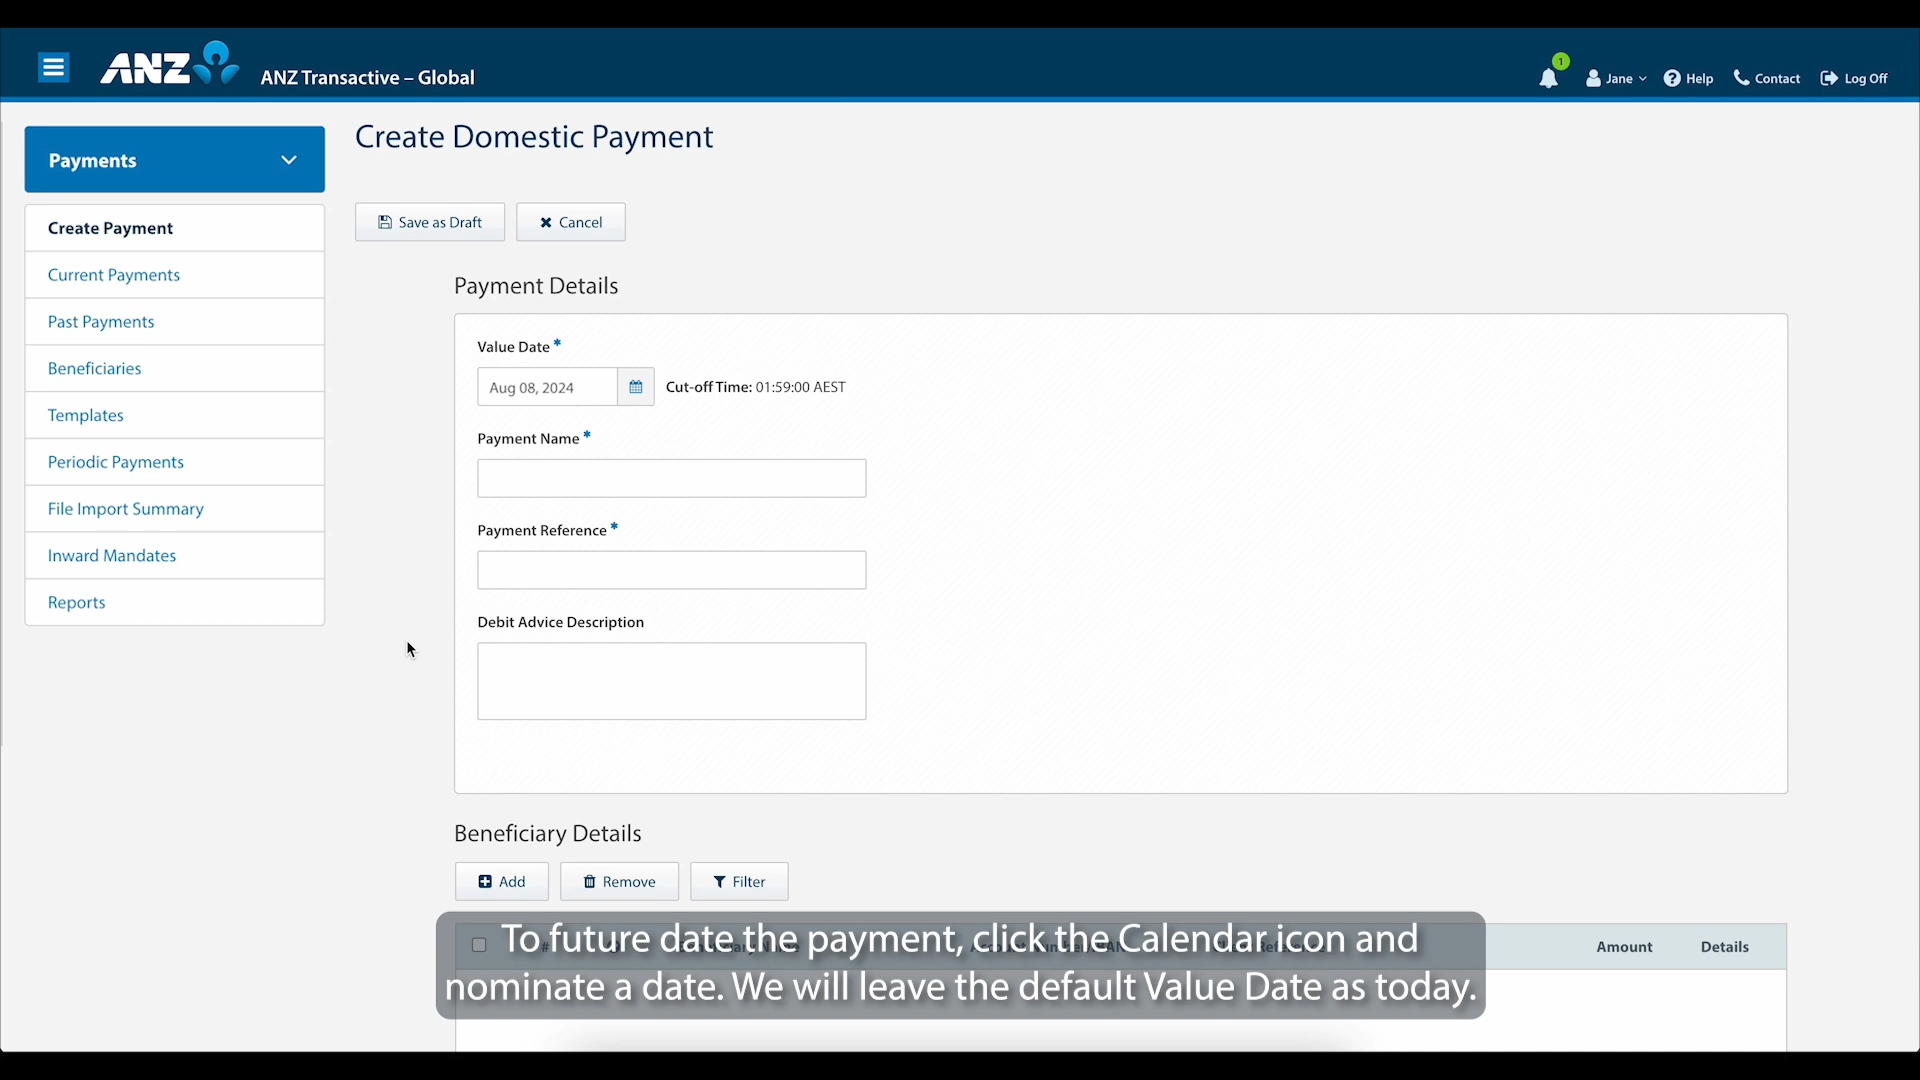 ANZ
ANZ Transactive – Global
1
Jane
Help
Contact
Log Off
Payments
Create Payment
Current Payments
Past Payments
Beneficiaries
Templates
Periodic Payments
File Import Summary
Inward Mandates
Reports
Create Domestic Payment
Save as Draft
Cancel
Payment Details
Value Date *
Aug 08, 2024
Cut-off Time: 01:59:00 AEST
Payment Name *
Payment Reference *
Debit Advice Description
Beneficiary Details
Add
Remove
Filter
#
Amount
Details
To future date the payment, click the Calendar icon and
nominate a date. We will leave the default Value Date as today.